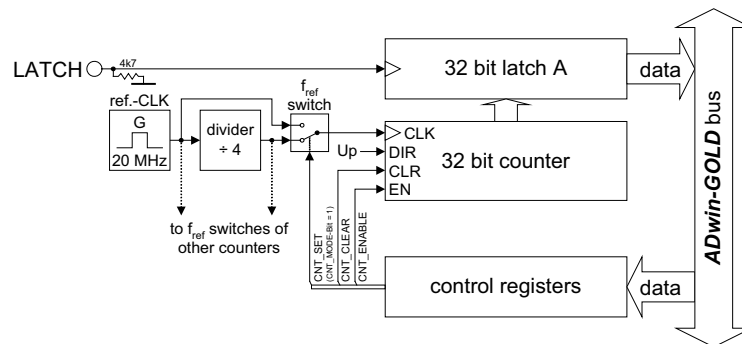 LATCH
4k7
32 bit latch A
data
f_ref
switch
ref.-CLK
G
20 MHz
divider
÷ 4
CLK
Up
DIR
CLR
EN
32 bit counter
to f_ref switches of
other counters
CNT_SET
(CNT_MODE-Bit = 1)
CNT_CLEAR
CNT_ENABLE
control registers
data
ADwin-GOLD bus